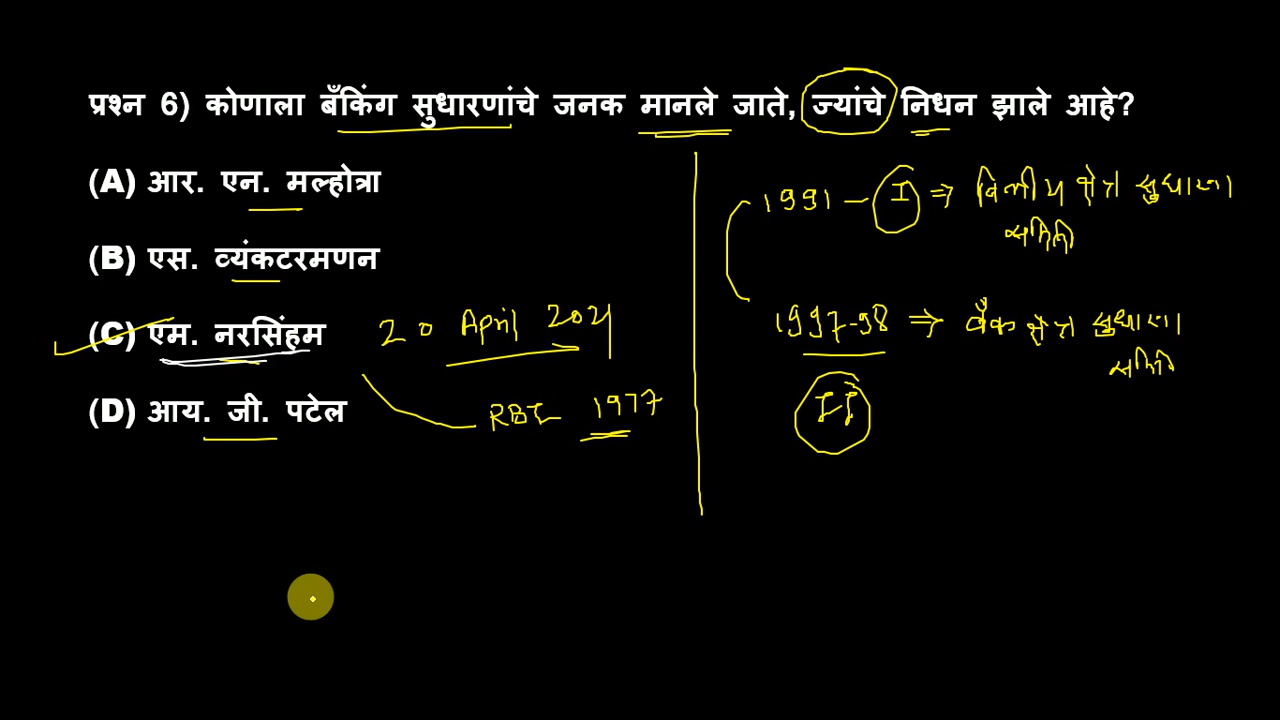 प्रश्न 6) कोणाला बँकिंग सुधारणांचे जनक मानले जाते, ज्यांचे निधन झाले आहे?
(A) आर. एन. मल्होत्रा
(B) एस. व्यंकटरमणन
(C) एम. नरसिंहम
20 April 2021
(D) आय. जी. पटेल
RBI 1977
1991 – I ⇒ वित्तीय क्षेत्र सुधारणा
समिती
1997-98 ⇒ बँक क्षेत्र सुधारणा
समिती
II